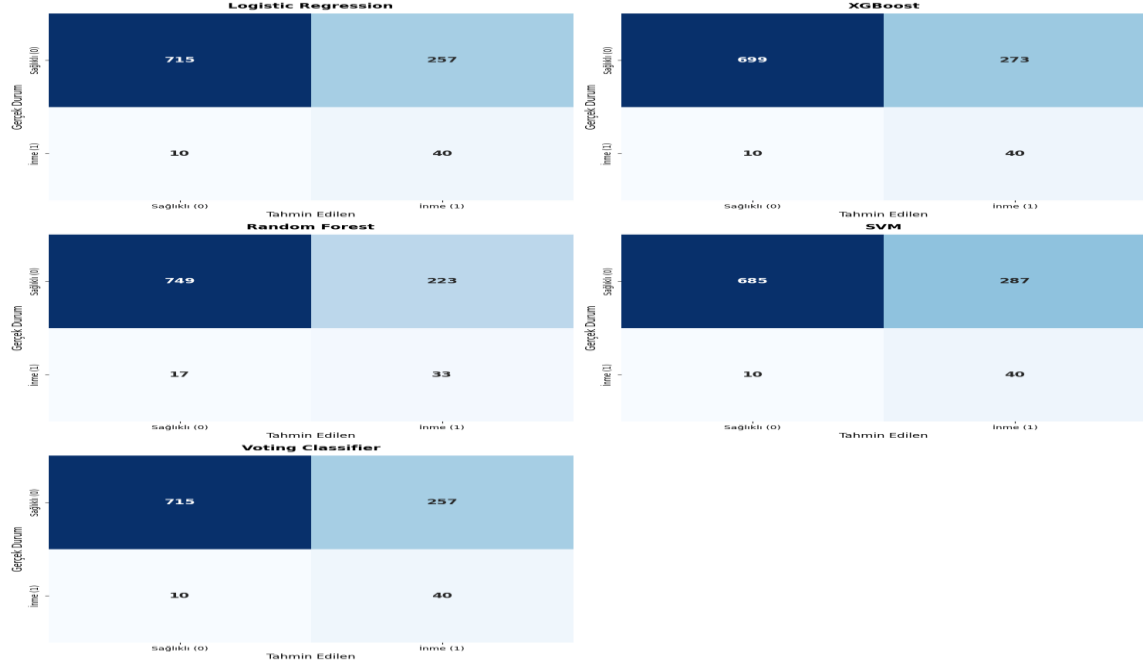 Logistic Regression
Gerçek Durum
Sağlıklı (0)
715
257
İnme (1)
10
40
Sağlıklı (0)
İnme (1)
Tahmin Edilen
XGBoost
Gerçek Durum
Sağlıklı (0)
699
273
İnme (1)
10
40
Sağlıklı (0)
İnme (1)
Tahmin Edilen
Random Forest
Gerçek Durum
Sağlıklı (0)
749
223
İnme (1)
17
33
Sağlıklı (0)
İnme (1)
Tahmin Edilen
SVM
Gerçek Durum
Sağlıklı (0)
685
287
İnme (1)
10
40
Sağlıklı (0)
İnme (1)
Tahmin Edilen
Voting Classifier
Gerçek Durum
Sağlıklı (0)
715
257
İnme (1)
10
40
Sağlıklı (0)
İnme (1)
Tahmin Edilen